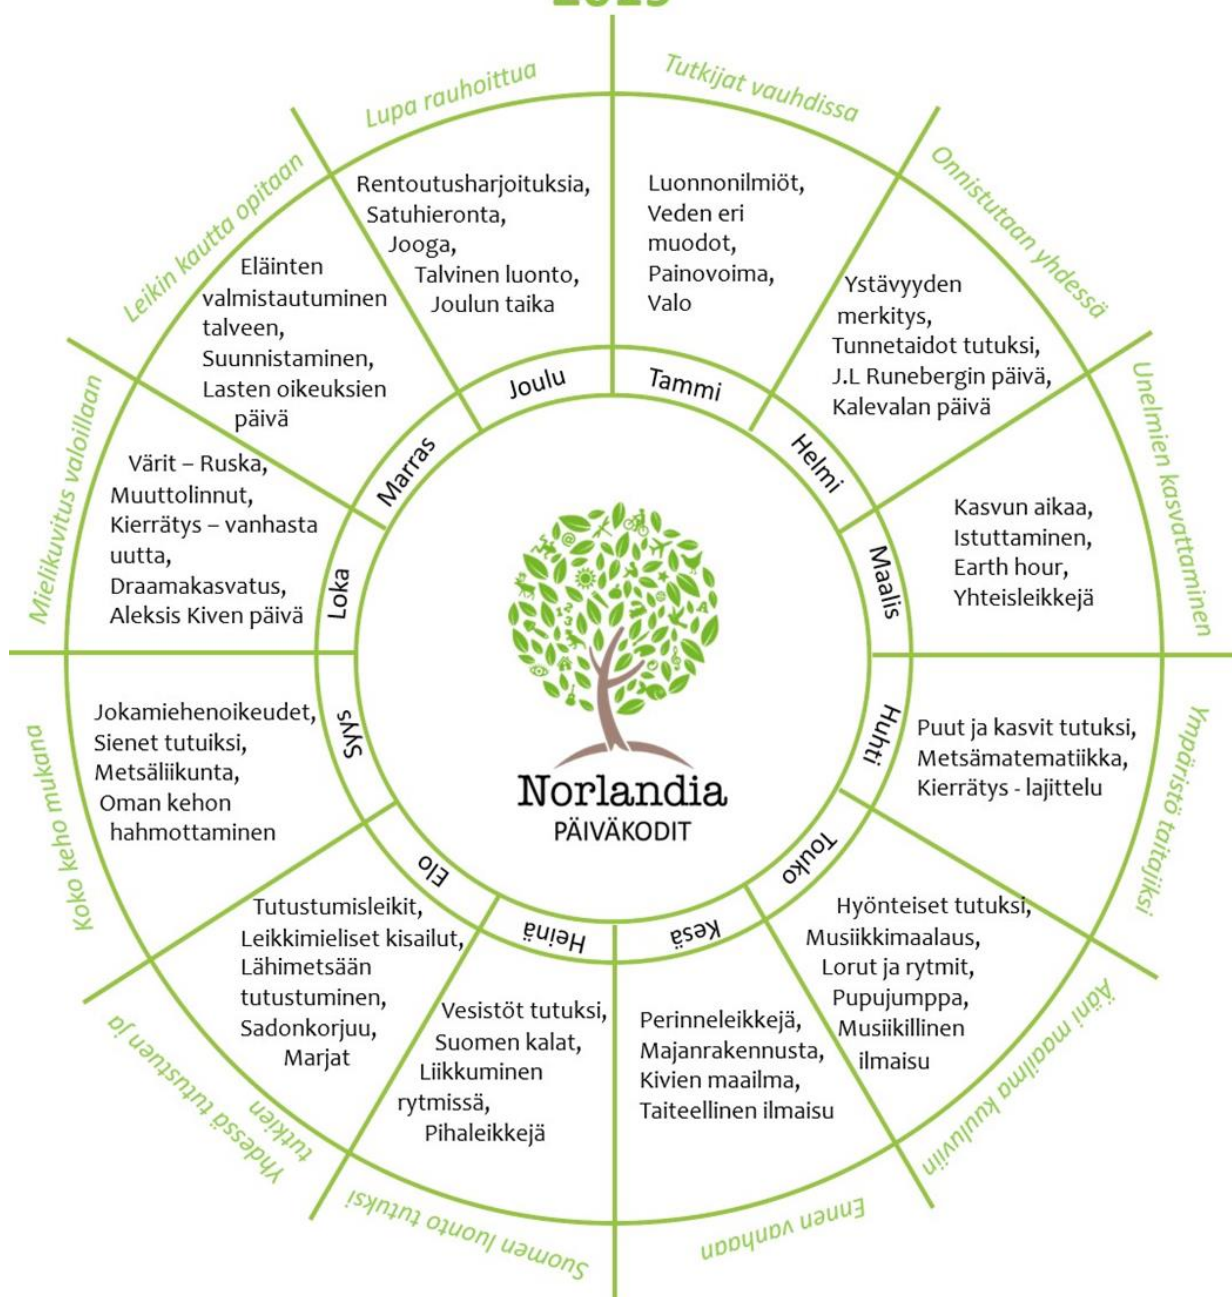 Tutkijat vauhdissa
Luonnonilmiöt,
Veden eri
muodot,
Painovoima,
Valo
Tammi
Onnistutaan yhdessä
Ystävyyden
merkitys,
Tunnetaidot tutuksi,
J.L Runebergin päivä,
Kalevalan päivä
Helmi
Unelmien kasvattaminen
Kasvun aikaa,
Istuttaminen,
Earth hour,
Yhteisleikkejä
Maalis
Ympäristö taitajiksi
Puut ja kasvit tutuksi,
Metsämatematiikka,
Kierrätys - lajittelu
Huhti
Ääni maailma kuuluviin
Hyönteiset tutuksi,
Musiikkimaalaus,
Lorut ja rytmit,
Pupujumppa,
Musiikillinen
ilmaisu
Touko
Ennen vanhaan
Perinneleikkejä,
Majanrakennusta,
Kivien maailma,
Taiteellinen ilmaisu
Kesä
Suomen luonto tutuksi
Vesistöt tutuksi,
Suomen kalat,
Liikkuminen
rytmissä,
Pihaleikkejä
Heinä
Yhdessä tutustuen ja
tutkien
Tutustumisleikit,
Leikkimieliset kisailut,
Lähimetsään
tutustuminen,
Sadonkorjuu,
Marjat
Elo
Koko keho mukana
Jokamiehenoikeudet,
Sienet tutuiksi,
Metsäliikunta,
Oman kehon
hahmottaminen
Syys
Mielikuvitus valoillaan
Värit – Ruska,
Muuttolinnut,
Kierrätys – vanhasta
uutta,
Draamakasvatus,
Aleksis Kiven päivä
Loka
Leikin kautta opitaan
Eläinten
valmistautuminen
talveen,
Suunnistaminen,
Lasten oikeuksien
päivä
Marras
Lupa rauhoittua
Rentoutusharjoituksia,
Satuhieronta,
Jooga,
Talvinen luonto,
Joulun taika
Joulu
Norlandia
PÄIVÄKODIT